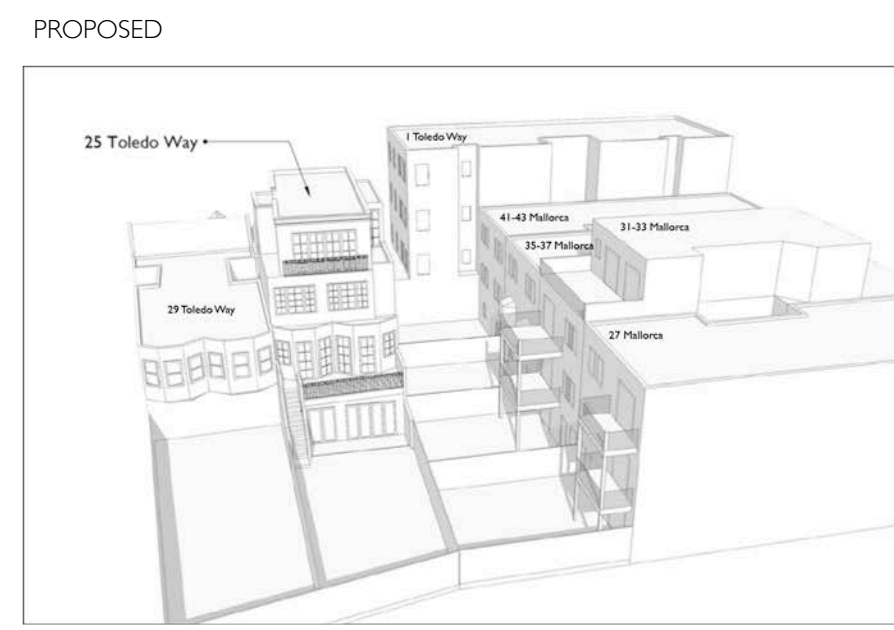 PROPOSED
25 Toledo Way
1 Toledo Way
41-43 Mallorca
31-33 Mallorca
35-37 Mallorca
29 Toledo Way
27 Mallorca